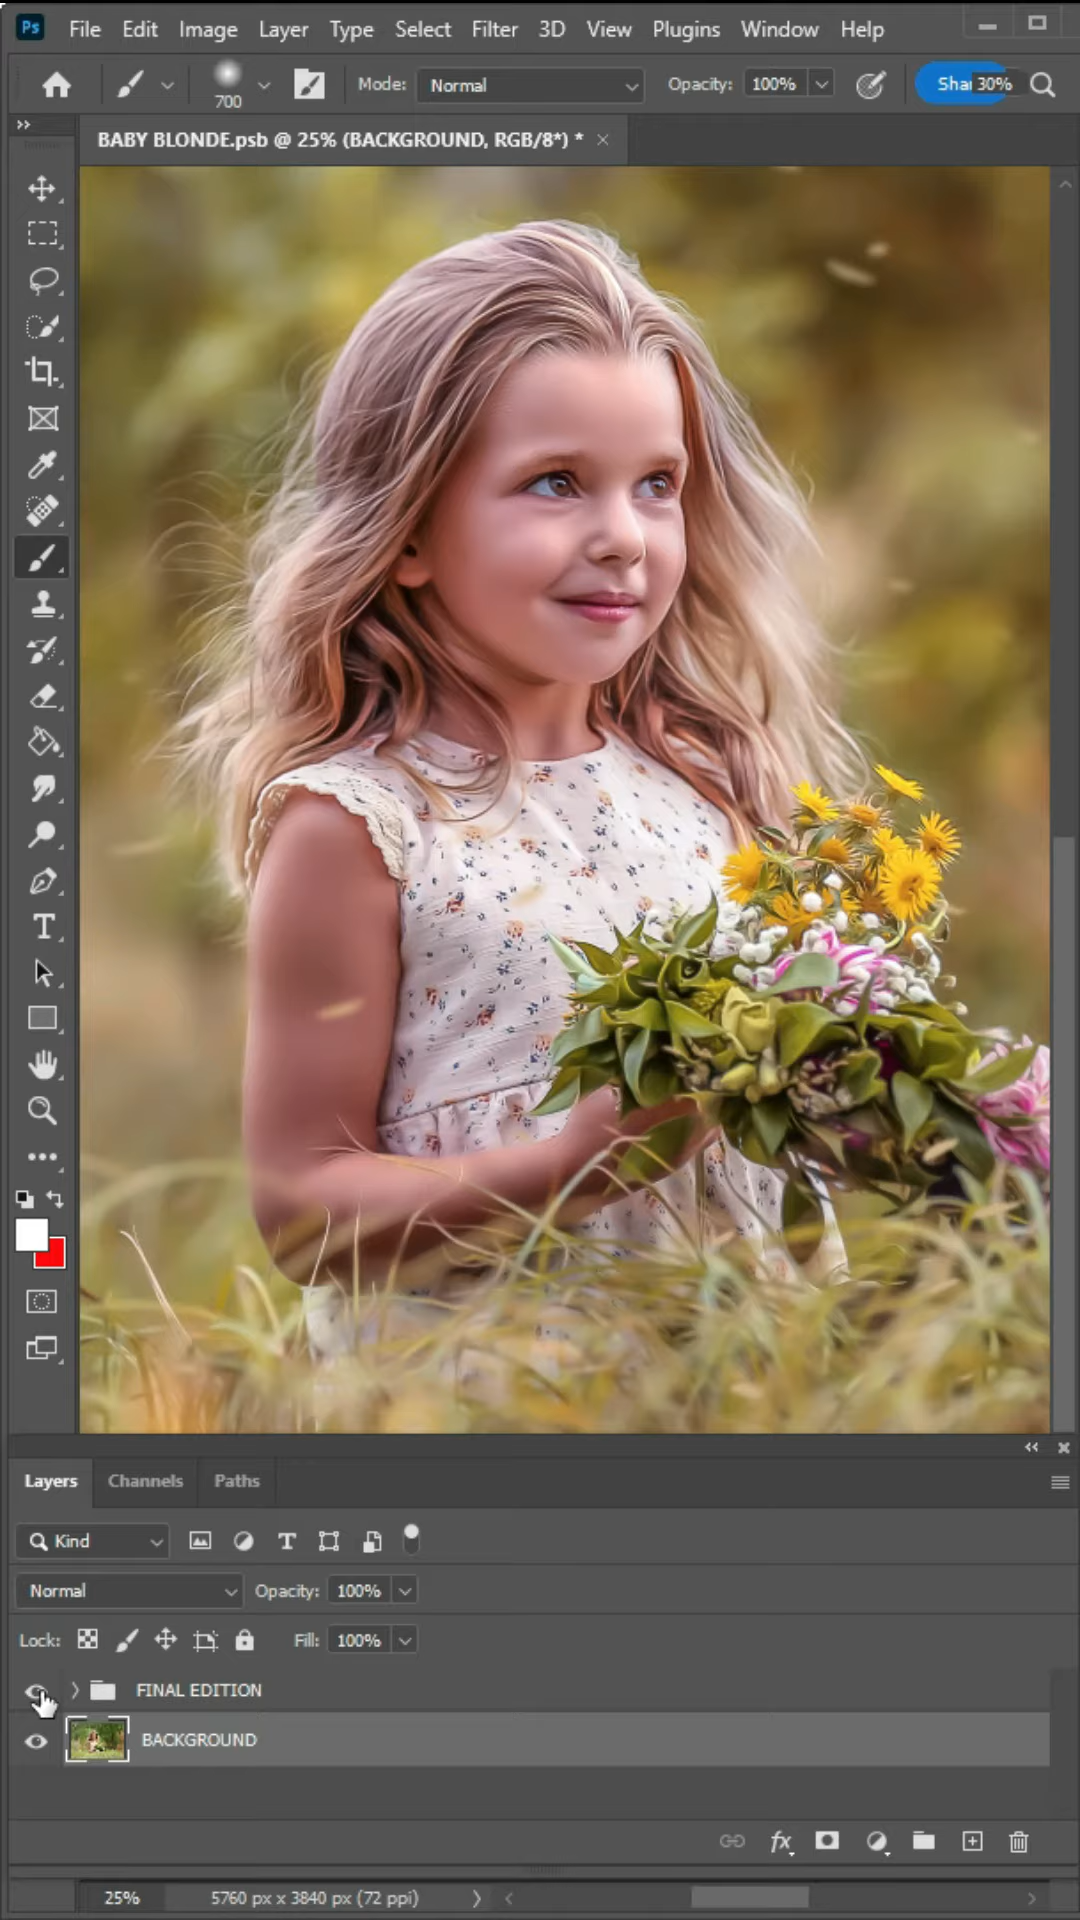 Ps File Edit Image Layer Type Select Filter 3D View Plugins Window Help
700 Mode: Normal Opacity: 100% Shar 30%
BABY BLONDE.psb @ 25% (BACKGROUND, RGB/8*) *
Layers Channels Paths
Kind
Normal Opacity: 100%
Lock: Fill: 100%
FINAL EDITION
BACKGROUND
fx
25% 5760 px x 3840 px (72 ppi)